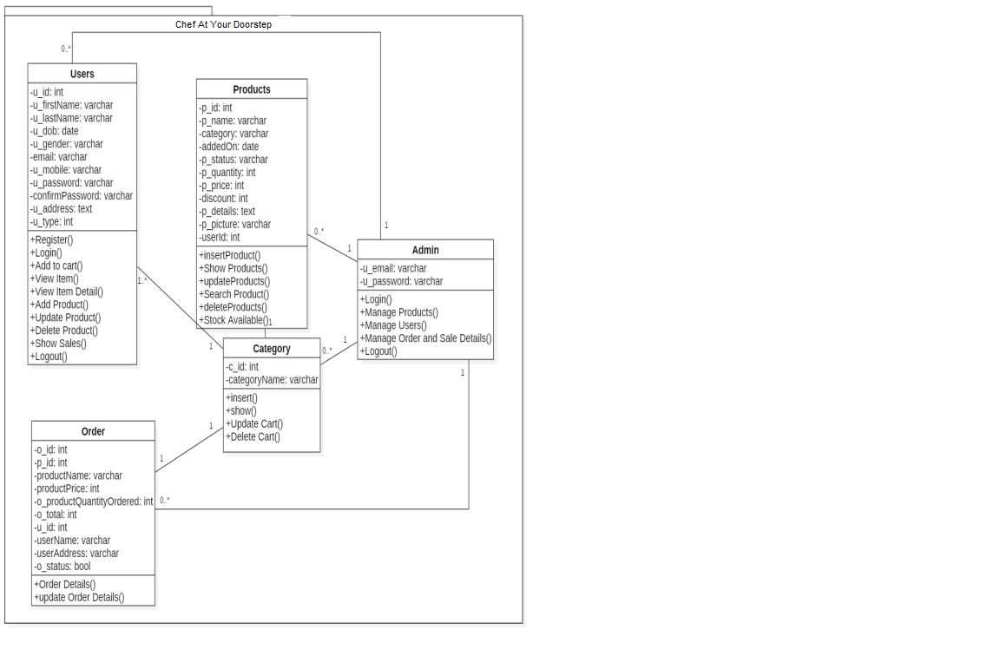 Chef At Your Doorstep
0..*
Users
-u_id: int
-u_firstName: varchar
-u_lastName: varchar
-u_dob: date
-u_gender: varchar
-email: varchar
-u_mobile: varchar
-u_password: varchar
-confirmPassword: varchar
-u_address: text
-u_type: int
+Register()
+Login()
+Add to cart()
+View Item()
+View Item Detail()
+Add Product()
+Update Product()
+Delete Product()
+Show Sales()
+Logout()
1..*
1
Products
-p_id: int
-p_name: varchar
-category: varchar
-addedOn: date
-p_status: varchar
-p_quantity: int
-p_price: int
-discount: int
-p_details: text
-p_picture: varchar
-userId: int
+insertProduct()
+Show Products()
+updateProducts()
+Search Product()
+deleteProducts()
+Stock Available()
1
0..*
1
1
Admin
-u_email: varchar
-u_password: varchar
+Login()
+Manage Products()
+Manage Users()
+Manage Order and Sale Details()
+Logout()
1
0..*
1
Category
-c_id: int
-categoryName: varchar
+insert()
+show()
+Update Cart()
+Delete Cart()
1
1
Order
-o_id: int
-p_id: int
-productName: varchar
-productPrice: int
-o_productQuantityOrdered: int
-o_total: int
-u_id: int
-userName: varchar
-userAddress: varchar
-o_status: bool
+Order Details()
+update Order Details()
0..*